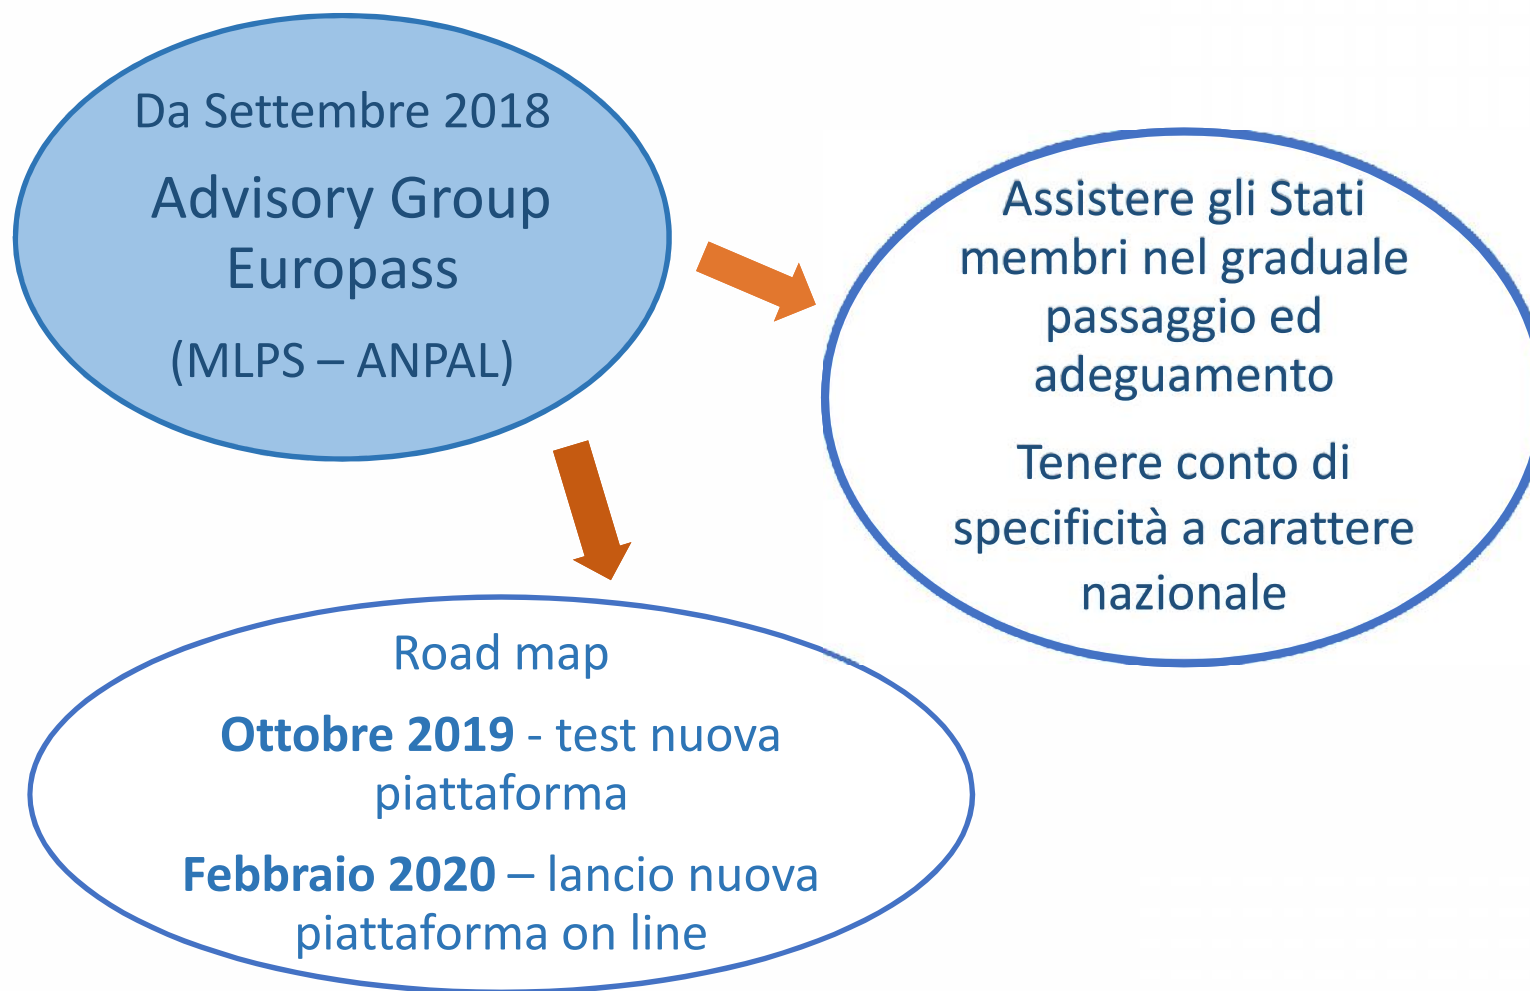 Da Settembre 2018
Advisory Group
Europass
(MLPS – ANPAL)
Assistere gli Stati
membri nel graduale
passaggio ed
adeguamento
Tenere conto di
specificità a carattere
nazionale
Road map
Ottobre 2019 - test nuova
piattaforma
Febbraio 2020 – lancio nuova
piattaforma on line